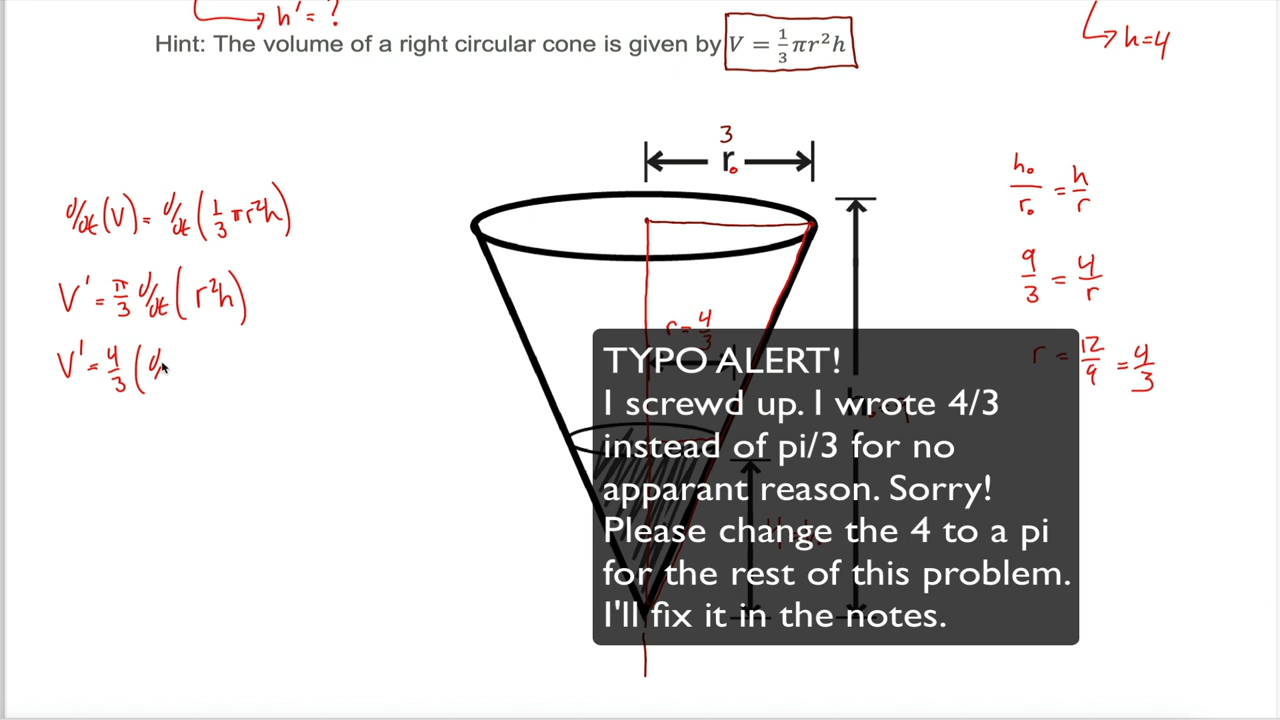 h' = ?
h=4
Hint: The volume of a right circular cone is given by V = 1/3 πr²h
3
r₀
h₀/r₀ = h/r
d/dt (V) = d/dt (1/3 πr²h)
9/3 = 4/r
V' = π/3 d/dt (r²h)
r = 4/3
r = 12/9 = 4/3
V' = 4/3 (d/
TYPO ALERT!
I screwd up. I wrote 4/3
instead of pi/3 for no
apparant reason. Sorry!
Please change the 4 to a pi
for the rest of this problem.
I'll fix it in the notes.